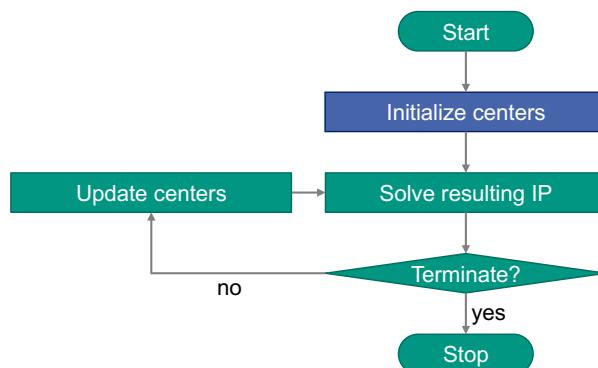 Start
Initialize centers
Update centers
Solve resulting IP
Terminate?
no
yes
Stop